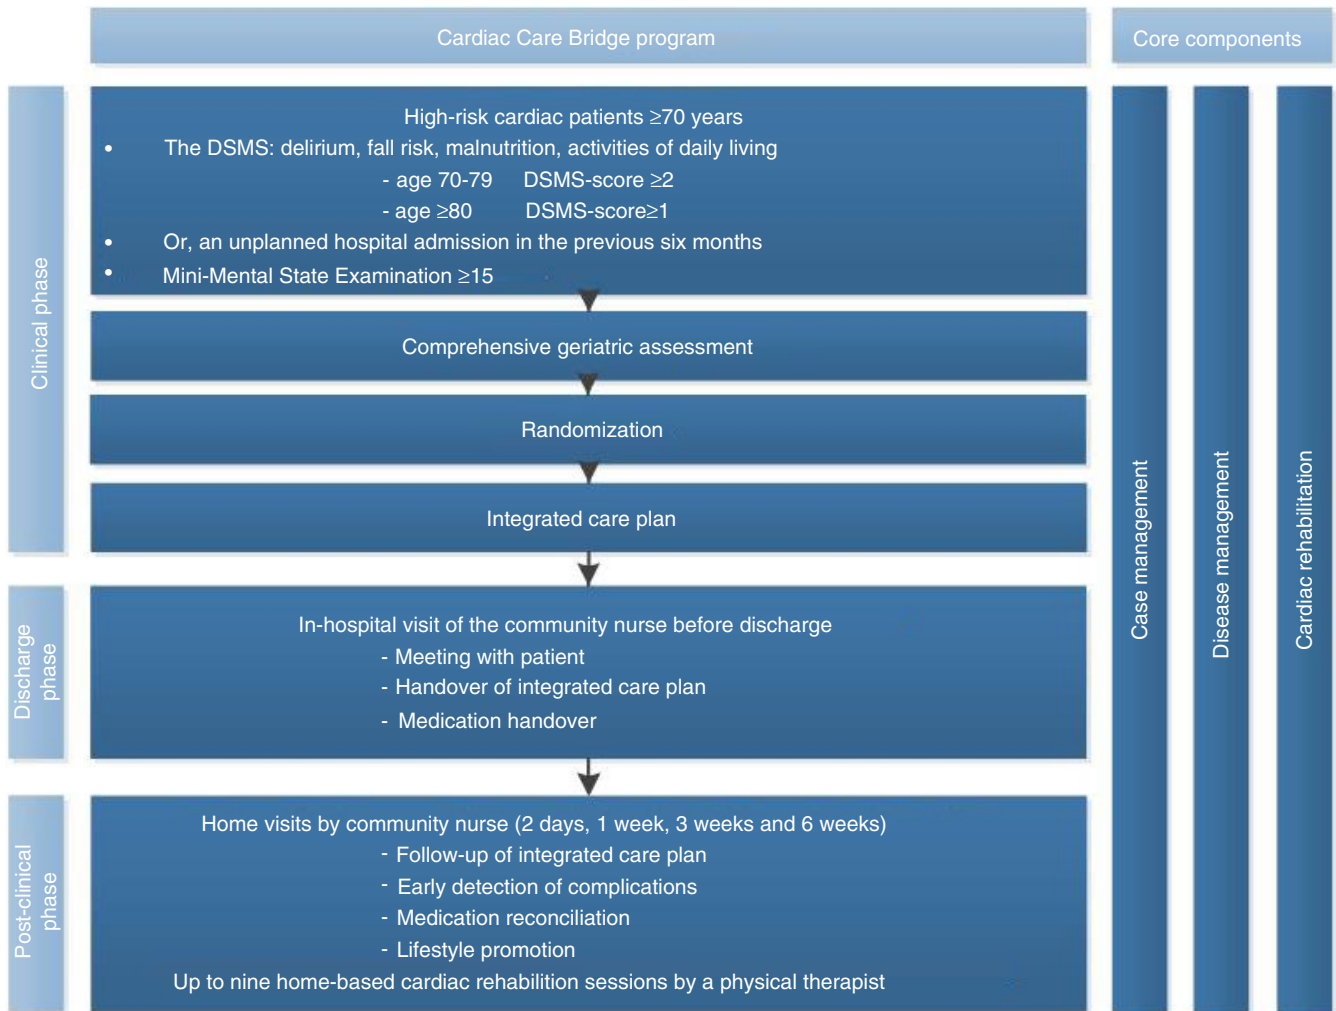 Cardiac Care Bridge program
Core components
Clinical phase
High-risk cardiac patients ≥70 years
• The DSMS: delirium, fall risk, malnutrition, activities of daily living
- age 70-79 DSMS-score ≥2
- age ≥80 DSMS-score≥1
• Or, an unplanned hospital admission in the previous six months
• Mini-Mental State Examination ≥15
Comprehensive geriatric assessment
Randomization
Integrated care plan
Discharge
phase
In-hospital visit of the community nurse before discharge
- Meeting with patient
- Handover of integrated care plan
- Medication handover
Post-clinical
phase
Home visits by community nurse (2 days, 1 week, 3 weeks and 6 weeks)
- Follow-up of integrated care plan
- Early detection of complications
- Medication reconciliation
- Lifestyle promotion
Up to nine home-based cardiac rehabilition sessions by a physical therapist
Case management
Disease management
Cardiac rehabilitation